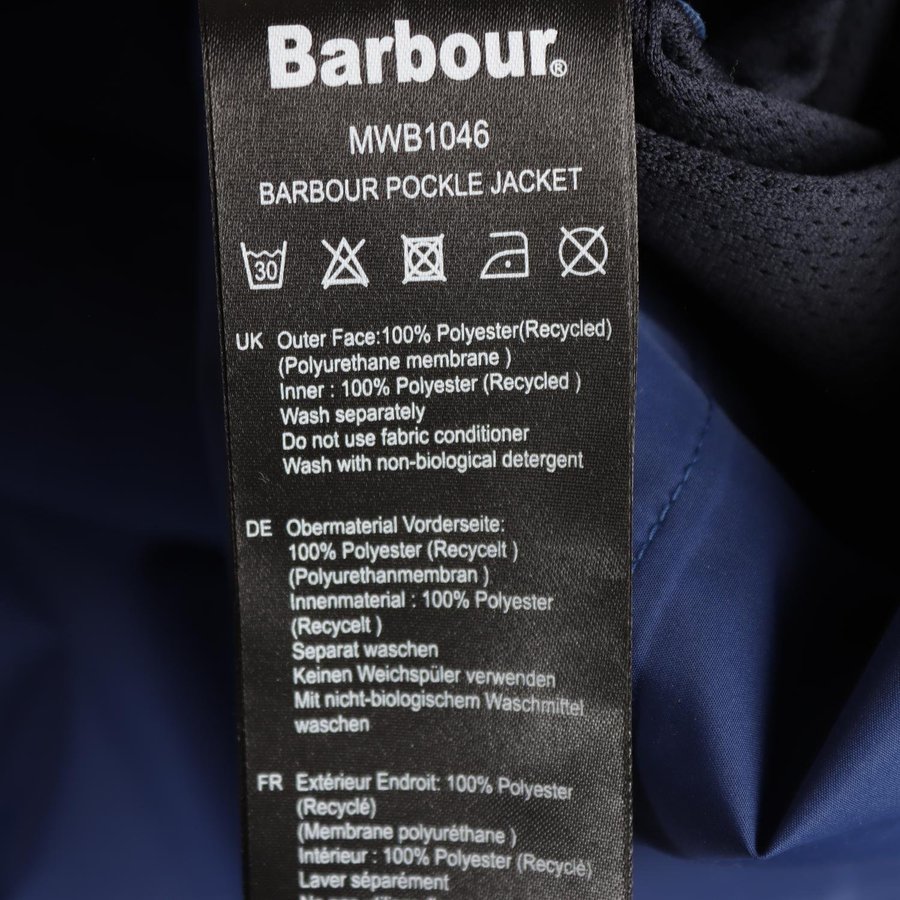 Barbour®
MWB1046
BARBOUR POCKLE JACKET
30
UK Outer Face:100% Polyester(Recycled)
(Polyurethane membrane )
Inner : 100% Polyester (Recycled )
Wash separately
Do not use fabric conditioner
Wash with non-biological detergent
DE Obermaterial Vorderseite:
100% Polyester (Recycelt )
(Polyurethanmembran )
Innenmaterial : 100% Polyester
(Recycelt )
Separat waschen
Keinen Weichspüler verwenden
Mit nicht-biologischem Waschmittel
waschen
FR Extérieur Endroit: 100% Polyester
(Recyclé)
(Membrane polyuréthane )
Intérieur : 100% Polyester (Recyclé)
Laver séparément